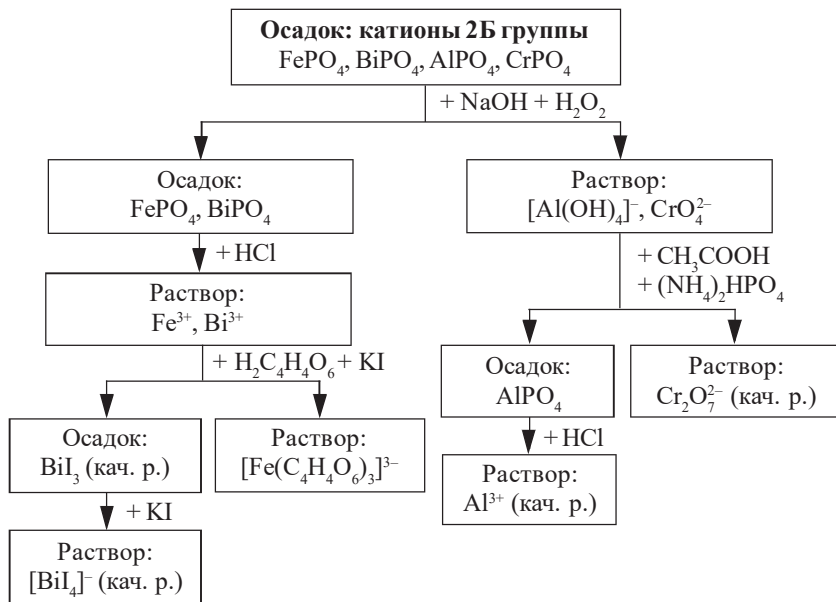 Осадок: катионы 2Б группы
FePO₄, BiPO₄, AlPO₄, CrPO₄
+ NaOH + H₂O₂
Осадок:
FePO₄, BiPO₄
Раствор:
[Al(OH)₄]⁻, CrO₄²⁻
+ HCl
+ CH₃COOH
+ (NH₄)₂HPO₄
Раствор:
Fe³⁺, Bi³⁺
+ H₂C₄H₄O₆ + KI
Осадок:
AlPO₄
Раствор:
Cr₂O₇²⁻ (кач. р.)
Осадок:
BiI₃ (кач. р.)
Раствор:
[Fe(C₄H₄O₆)₃]³⁻
+ HCl
Раствор:
Al³⁺ (кач. р.)
+ KI
Раствор:
[BiI₄]⁻ (кач. р.)